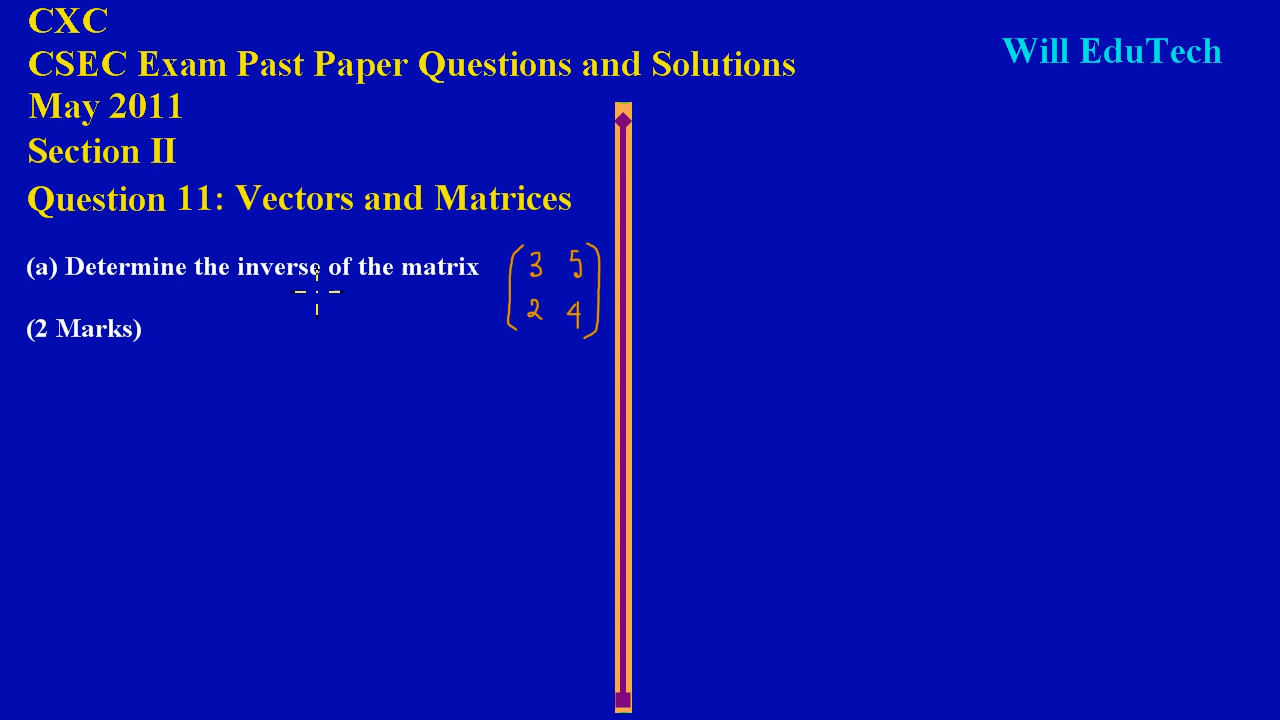 CXC
CSEC Exam Past Paper Questions and Solutions
Will EduTech
May 2011
Section II
Question 11: Vectors and Matrices
(a) Determine the inverse of the matrix
3 5
2 4
(2 Marks)